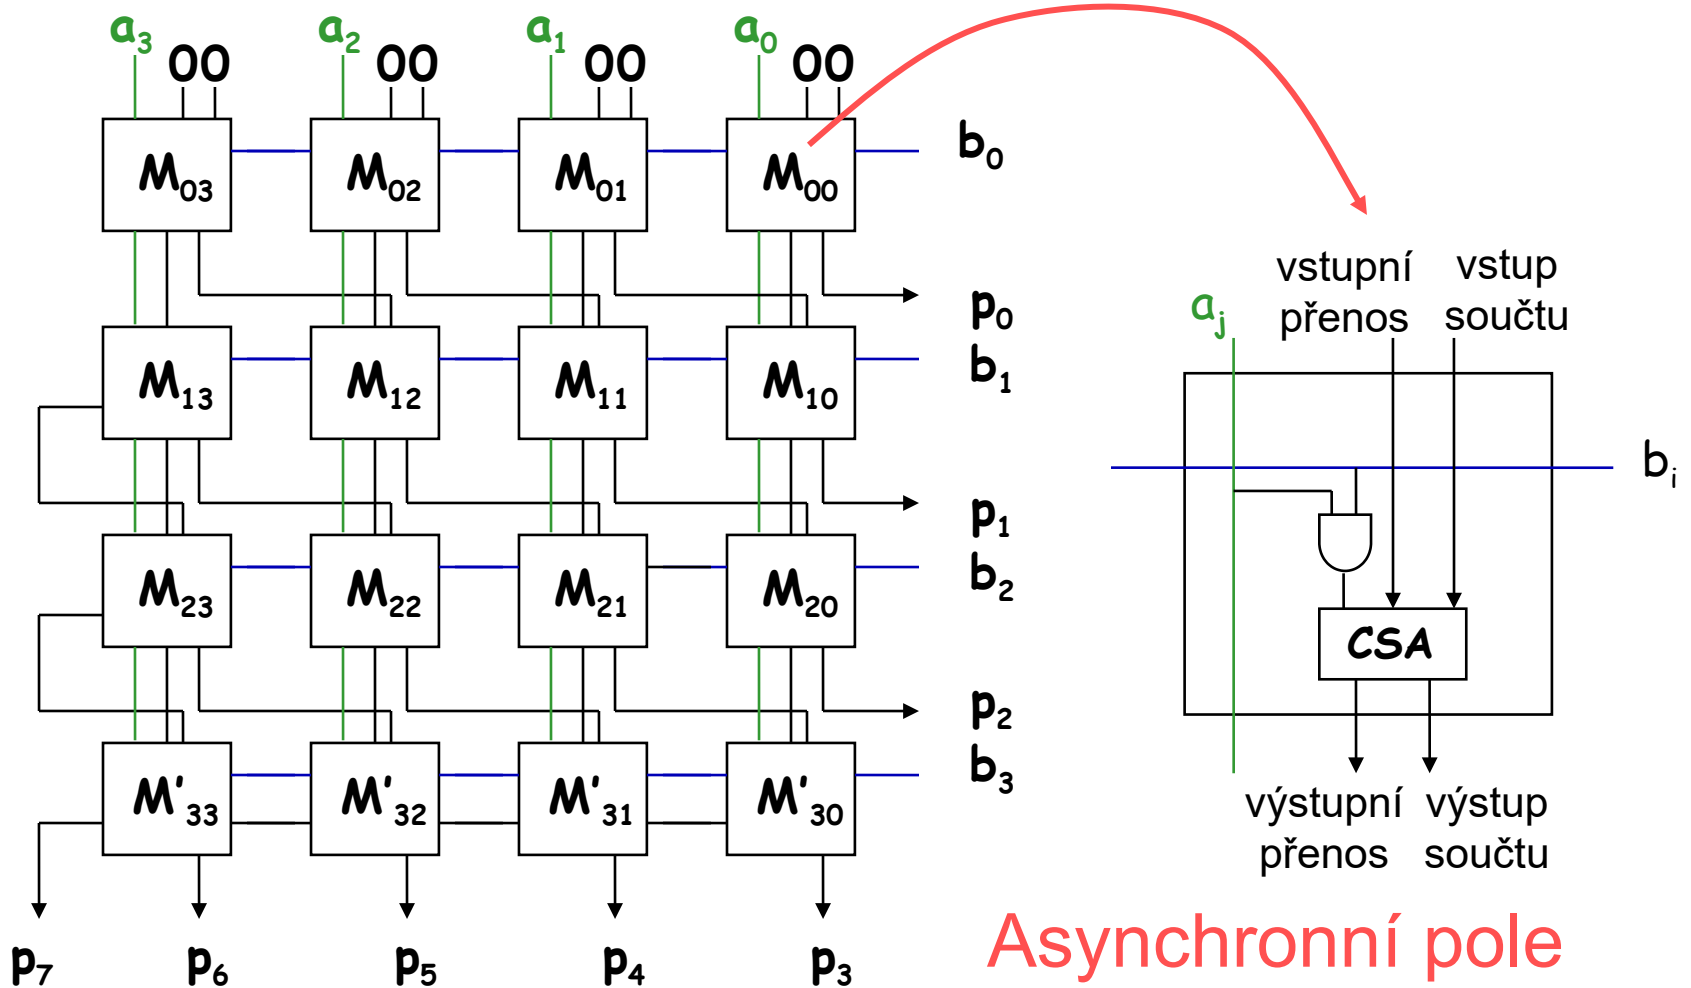 a3 00 a2 00 a1 00 a0 00
M03 M02 M01 M00 b0
p0
M13 M12 M11 M10 b1
p1
M23 M22 M21 M20 b2
p2
M'33 M'32 M'31 M'30 b3
p7 p6 p5 p4 p3
vstupní vstup
přenos součtu
aj
bi
CSA
výstupní výstup
přenos součtu
Asynchronní pole